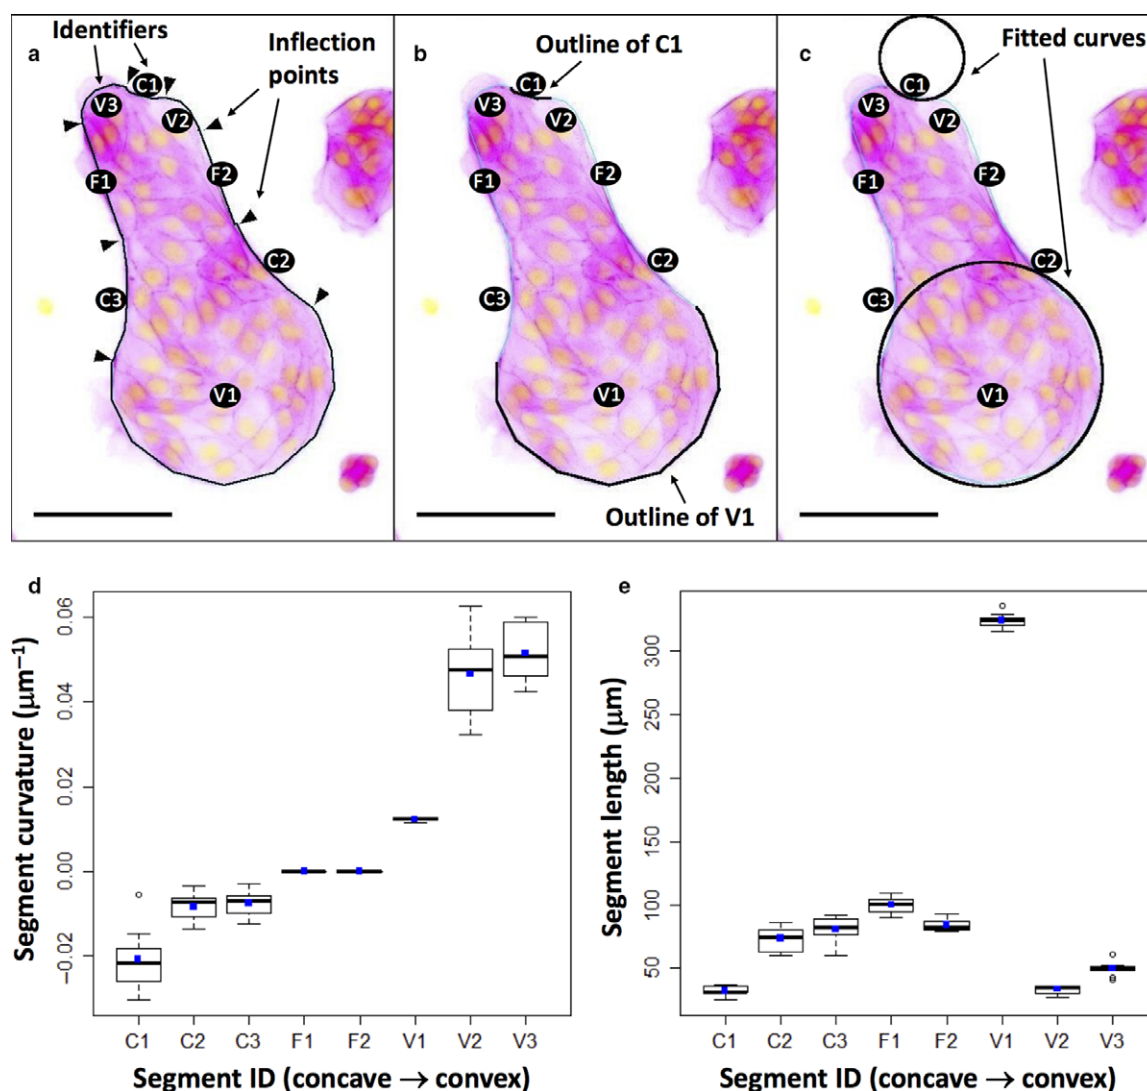 a
Identifiers
Inflection
points
C1
V3
V2
F1
F2
C2
C3
V1
b
Outline of C1
C1
V3
V2
F1
F2
C2
C3
V1
Outline of V1
c
Fitted curves
C1
V3
V2
F1
F2
C2
C3
V1
d
Segment curvature (μm⁻¹)
0.06
0.04
0.02
0.00
−0.02
C1 C2 C3 F1 F2 V1 V2 V3
Segment ID (concave → convex)
e
Segment length (μm)
300
250
200
150
100
50
C1 C2 C3 F1 F2 V1 V2 V3
Segment ID (concave → convex)